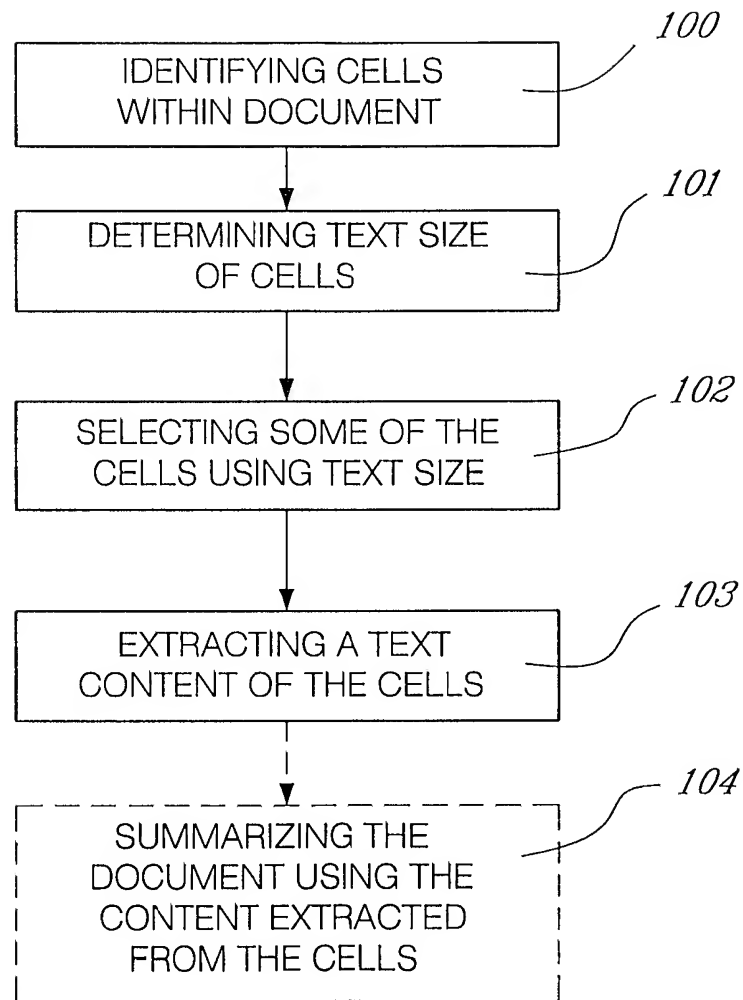 100
IDENTIFYING CELLS
WITHIN DOCUMENT
101
DETERMINING TEXT SIZE
OF CELLS
102
SELECTING SOME OF THE
CELLS USING TEXT SIZE
103
EXTRACTING A TEXT
CONTENT OF THE CELLS
104
SUMMARIZING THE
DOCUMENT USING THE
CONTENT EXTRACTED
FROM THE CELLS